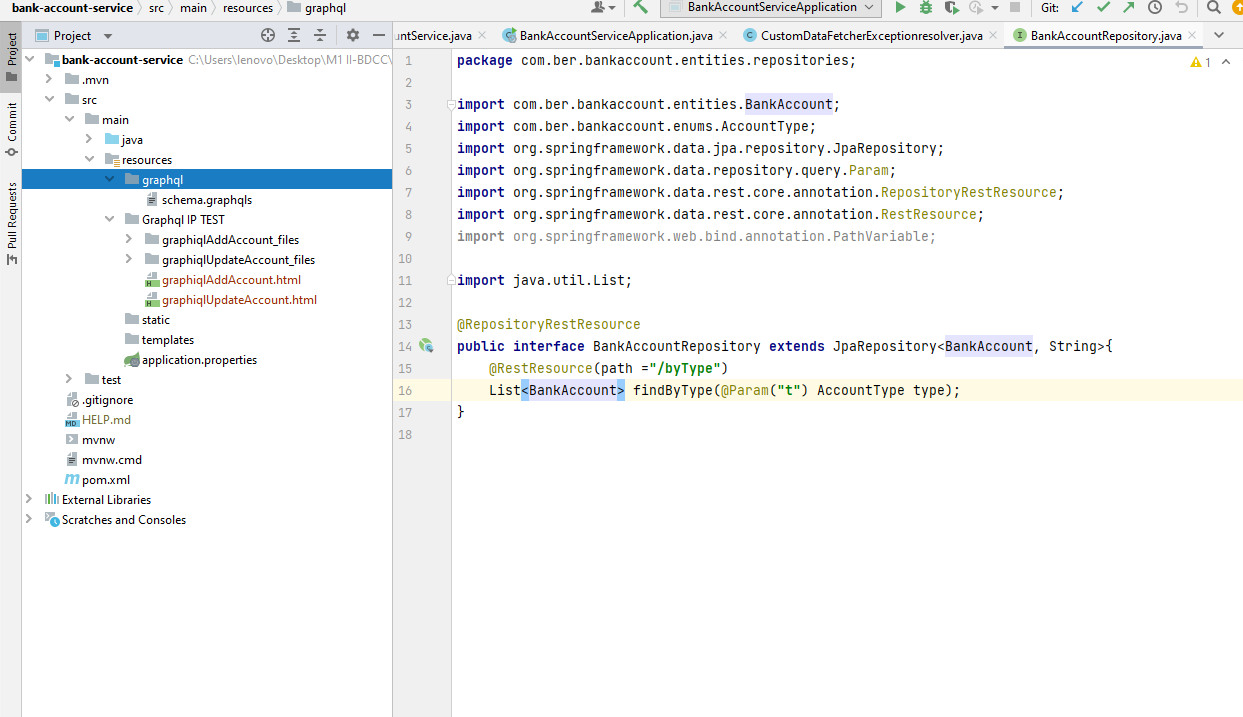 bank-account-service src main resources graphql
BankAccountServiceApplication
Git:
Project
Commit
Pull Requests
Project
untService.java
BankAccountServiceApplication.java
CustomDataFetcherExceptionresolver.java
BankAccountRepository.java
bank-account-service C:\Users\lenovo\Desktop\M1 II-BDCC\
.mvn
src
main
java
resources
graphql
schema.graphqls
Graphql IP TEST
graphiqlAddAccount_files
graphiqlUpdateAccount_files
graphiqlAddAccount.html
graphiqlUpdateAccount.html
static
templates
application.properties
test
.gitignore
HELP.md
mvnw
mvnw.cmd
pom.xml
External Libraries
Scratches and Consoles
1 package com.ber.bankaccount.entities.repositories;
1
2
3 import com.ber.bankaccount.entities.BankAccount;
4 import com.ber.bankaccount.enums.AccountType;
5 import org.springframework.data.jpa.repository.JpaRepository;
6 import org.springframework.data.repository.query.Param;
7 import org.springframework.data.rest.core.annotation.RepositoryRestResource;
8 import org.springframework.data.rest.core.annotation.RestResource;
9 import org.springframework.web.bind.annotation.PathVariable;
10
11 import java.util.List;
12
13 @RepositoryRestResource
14 public interface BankAccountRepository extends JpaRepository<BankAccount, String>{
15 @RestResource(path ="/byType")
16 List<BankAccount> findByType(@Param("t") AccountType type);
17 }
18